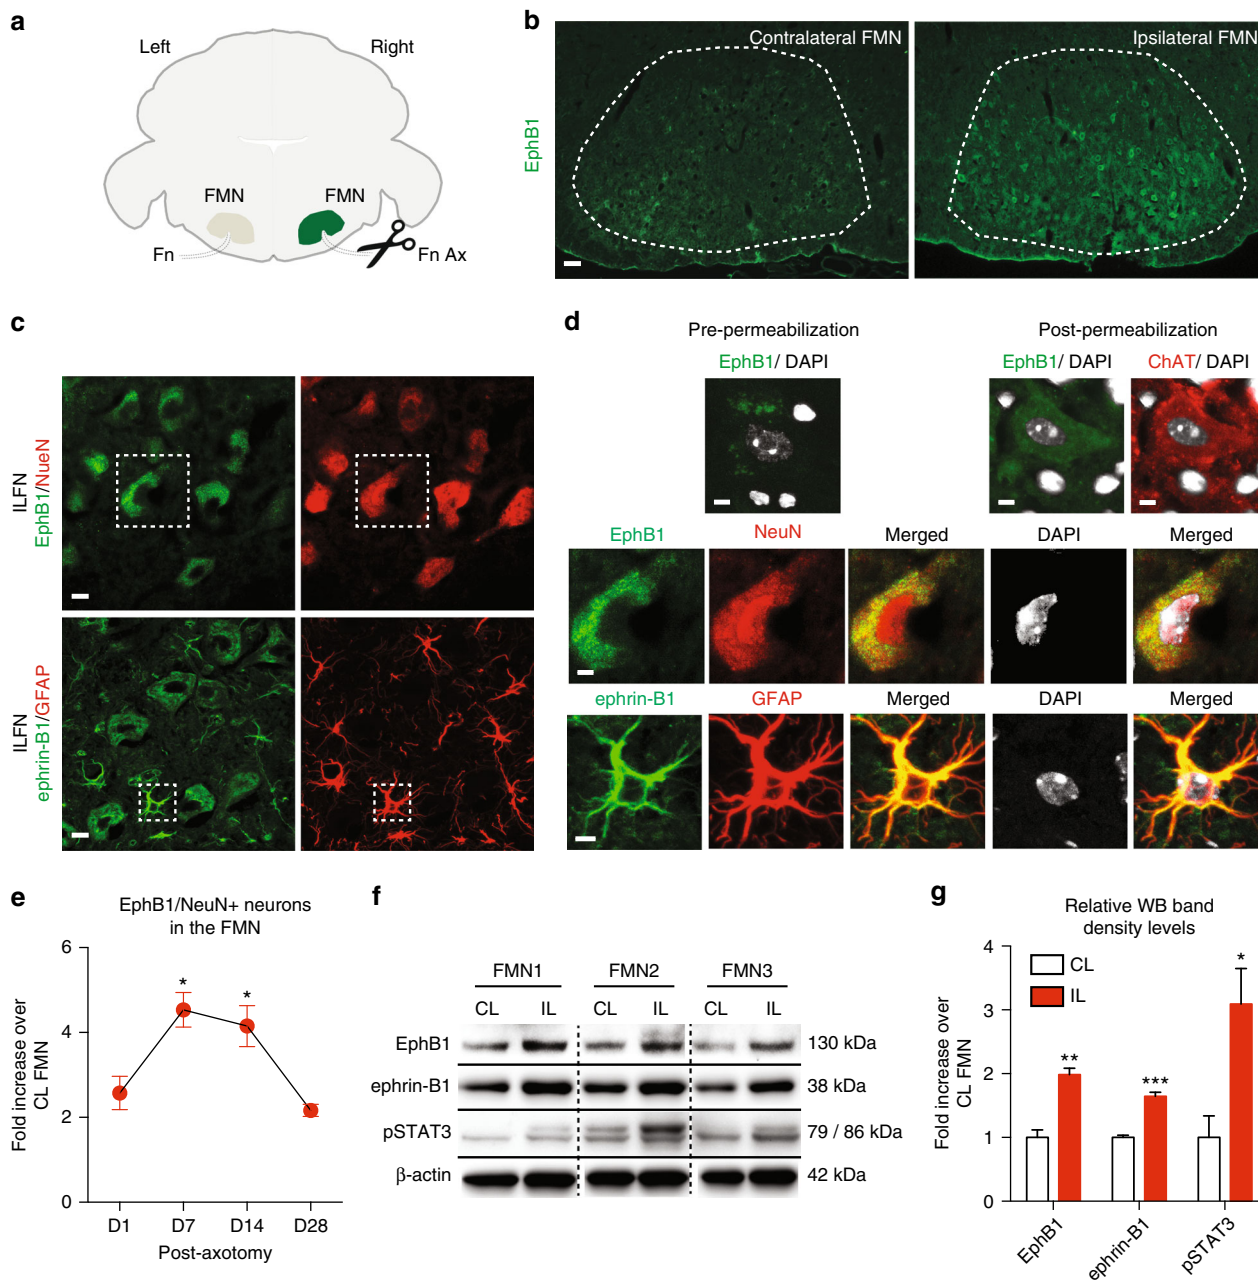 a
Left
Right
FMN
FMN
Fn
Fn Ax
b
EphB1
Contralateral FMN
Ipsilateral FMN
c
ILFN
EphB1/NueN
ILFN
ephrin-B1/GFAP
d
Pre-permeabilization
Post-permeabilization
EphB1/ DAPI
EphB1/ DAPI
ChAT/ DAPI
EphB1
NeuN
Merged
DAPI
Merged
ephrin-B1
GFAP
Merged
DAPI
Merged
e
EphB1/NeuN+ neurons
in the FMN
Fold increase over
CL FMN
6
4
2
0
*
*
D1
D7
D14
D28
Post-axotomy
f
FMN1
FMN2
FMN3
CL
IL
CL
IL
CL
IL
EphB1
130 kDa
ephrin-B1
38 kDa
pSTAT3
79 / 86 kDa
β-actin
42 kDa
g
Relative WB band
density levels
Fold increase over
CL FMN
4
3
2
1
0
CL
IL
**
***
*
EphB1
ephrin-B1
pSTAT3